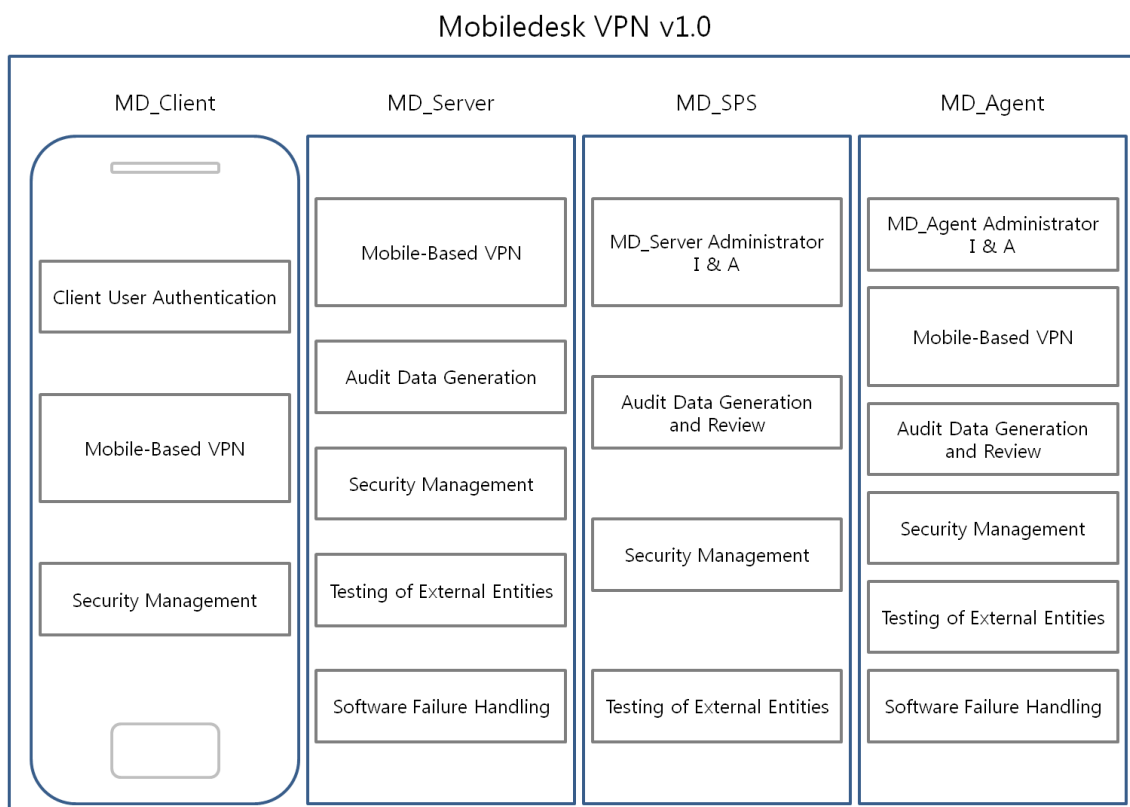 Mobiledesk VPN v1.0
MD_Client
Client User Authentication
Mobile-Based VPN
Security Management
MD_Server
Mobile-Based VPN
Audit Data Generation
Security Management
Testing of External Entities
Software Failure Handling
MD_SPS
MD_Server Administrator
I & A
Audit Data Generation
and Review
Security Management
Testing of External Entities
MD_Agent
MD_Agent Administrator
I & A
Mobile-Based VPN
Audit Data Generation
and Review
Security Management
Testing of External Entities
Software Failure Handling